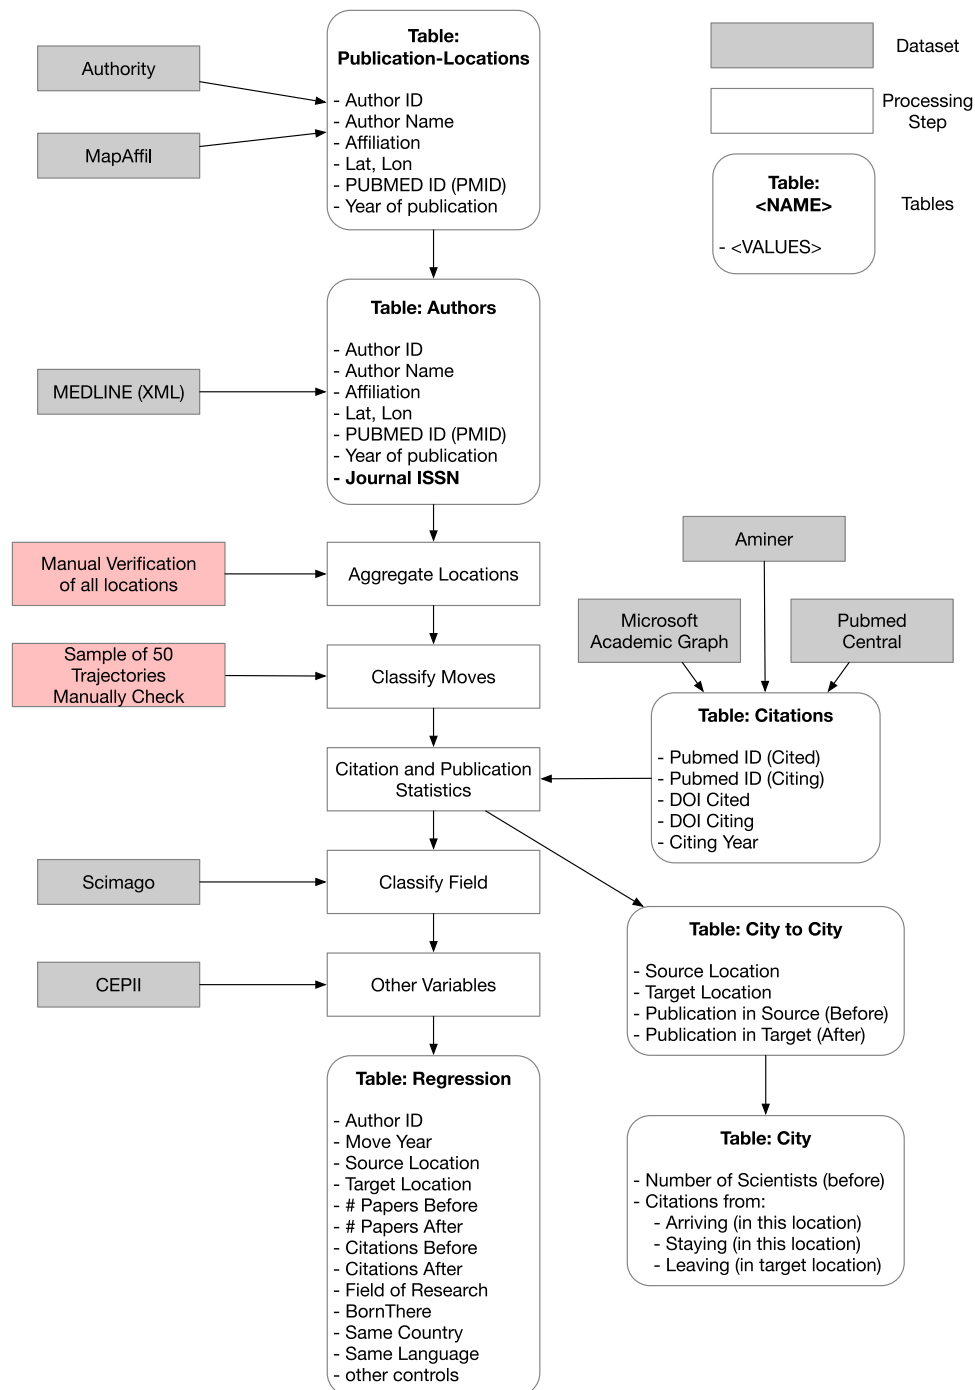 Authority
MapAffil
Table:
Publication-Locations
- Author ID
- Author Name
- Affiliation
- Lat, Lon
- PUBMED ID (PMID)
- Year of publication
Dataset
Processing
Step
Table:
<NAME>
- <VALUES>
Tables
MEDLINE (XML)
Table: Authors
- Author ID
- Author Name
- Affiliation
- Lat, Lon
- PUBMED ID (PMID)
- Year of publication
- Journal ISSN
Manual Verification
of all locations
Aggregate Locations
Sample of 50
Trajectories
Manually Check
Classify Moves
Aminer
Microsoft
Academic Graph
Pubmed
Central
Table: Citations
- Pubmed ID (Cited)
- Pubmed ID (Citing)
- DOI Cited
- DOI Citing
- Citing Year
Citation and Publication
Statistics
Scimago
Classify Field
CEPII
Other Variables
Table: City to City
- Source Location
- Target Location
- Publication in Source (Before)
- Publication in Target (After)
Table: Regression
- Author ID
- Move Year
- Source Location
- Target Location
- # Papers Before
- # Papers After
- Citations Before
- Citations After
- Field of Research
- BornThere
- Same Country
- Same Language
- other controls
Table: City
- Number of Scientists (before)
- Citations from:
- Arriving (in this location)
- Staying (in this location)
- Leaving (in target location)